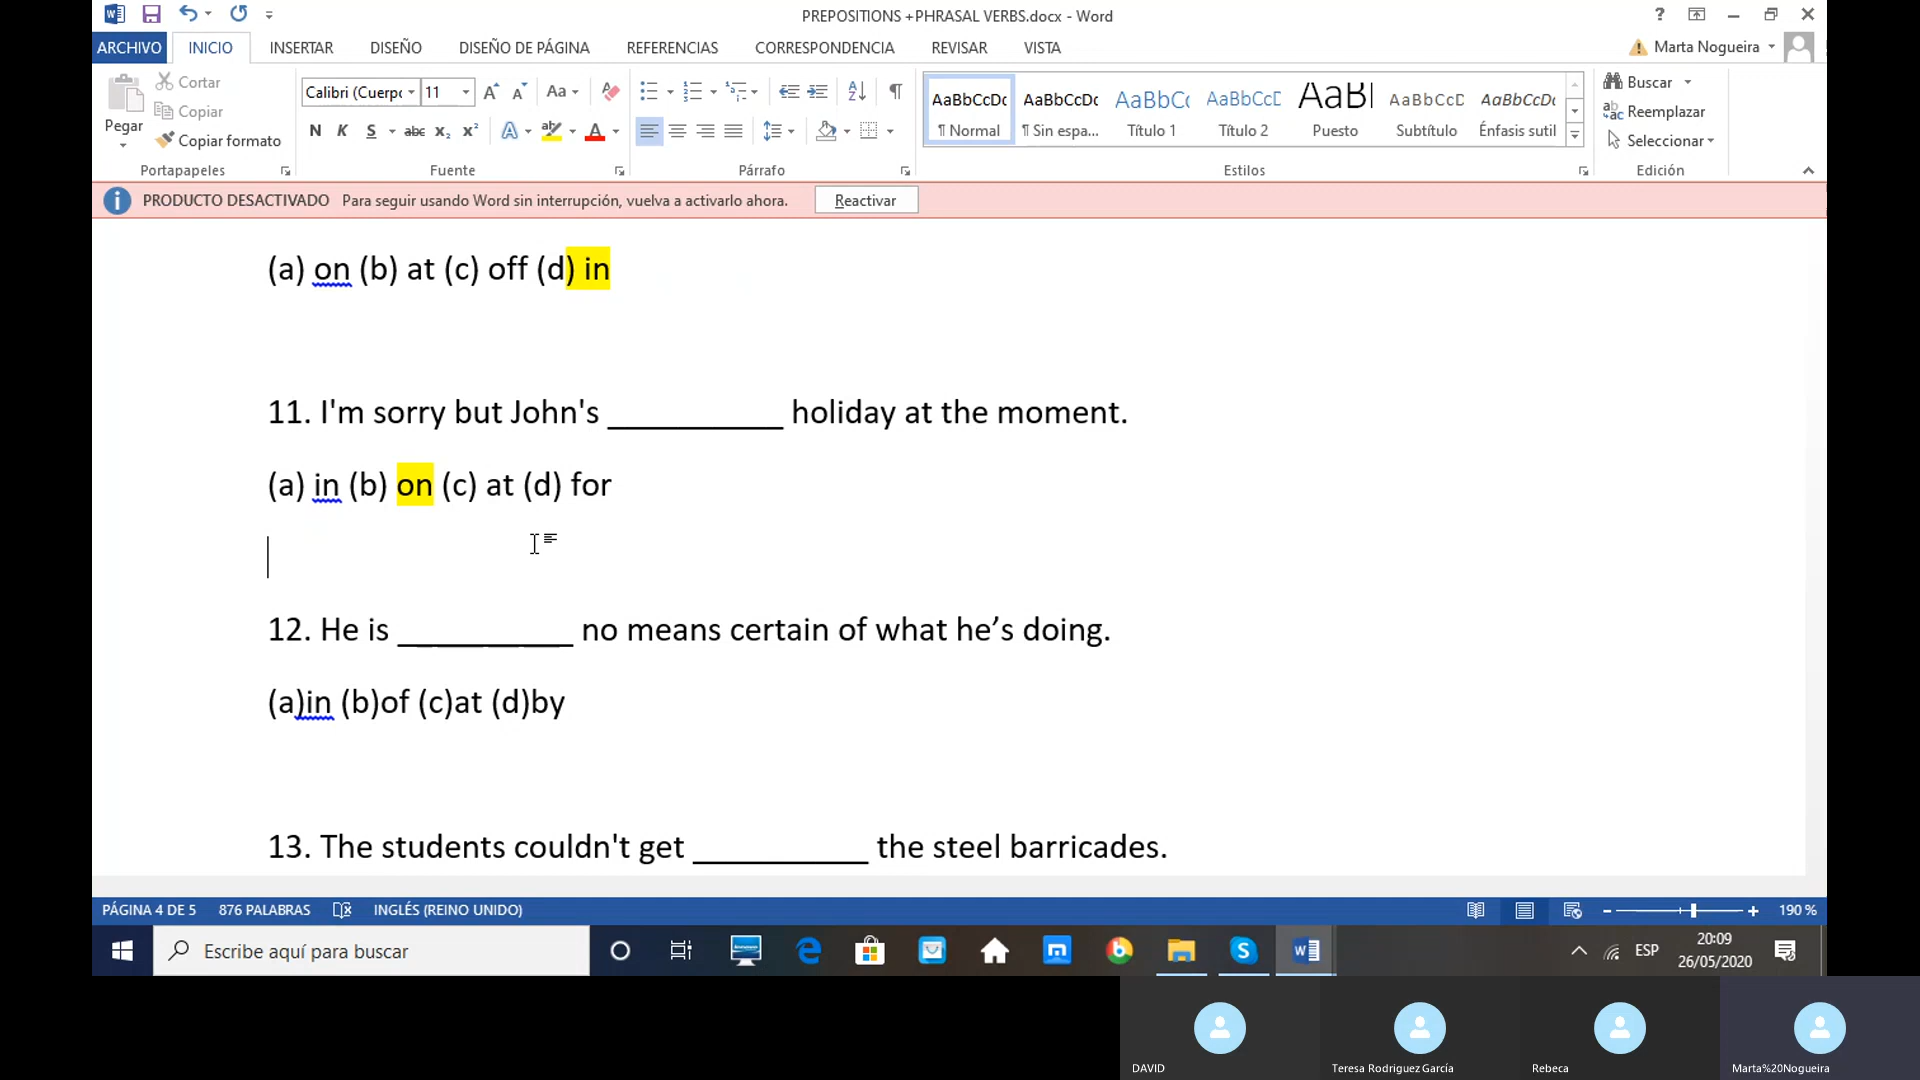 PREPOSITIONS +PHRASAL VERBS.docx - Word
ARCHIVO INICIO INSERTAR DISEÑO DISEÑO DE PÁGINA REFERENCIAS CORRESPONDENCIA REVISAR VISTA Marta Nogueira
Pegar
Cortar
Copiar
Copiar formato
Portapapeles
Calibri (Cuerpo 11
N K S abc x₂ x²
Fuente
Párrafo
AaBbCcDc AaBbCcDc AaBbCc AaBbCcD AaB AaBbCcD AaBbCcDc
¶ Normal ¶ Sin espa... Título 1 Título 2 Puesto Subtítulo Énfasis sutil
Estilos
Buscar
Reemplazar
Seleccionar
Edición
PRODUCTO DESACTIVADO Para seguir usando Word sin interrupción, vuelva a activarlo ahora. Reactivar
(a) on (b) at (c) off (d) in
11. I'm sorry but John's __________ holiday at the moment.
(a) in (b) on (c) at (d) for
12. He is __________ no means certain of what he’s doing.
(a)in (b)of (c)at (d)by
13. The students couldn't get __________ the steel barricades.
PÁGINA 4 DE 5 876 PALABRAS INGLÉS (REINO UNIDO) 190 %
Escribe aquí para buscar ESP 20:09
26/05/2020
DAVID Teresa Rodriguez García Rebeca Marta%20Nogueira